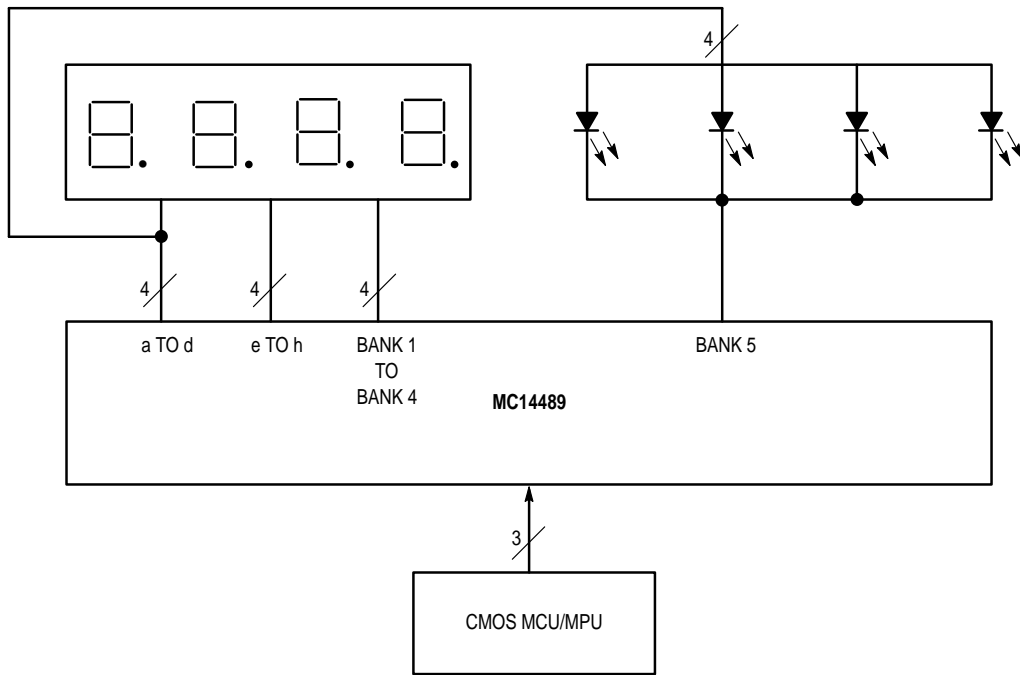 4
4
4
4
a TO d
e TO h
BANK 1
TO
BANK 4
BANK 5
MC14489
3
CMOS MCU/MPU